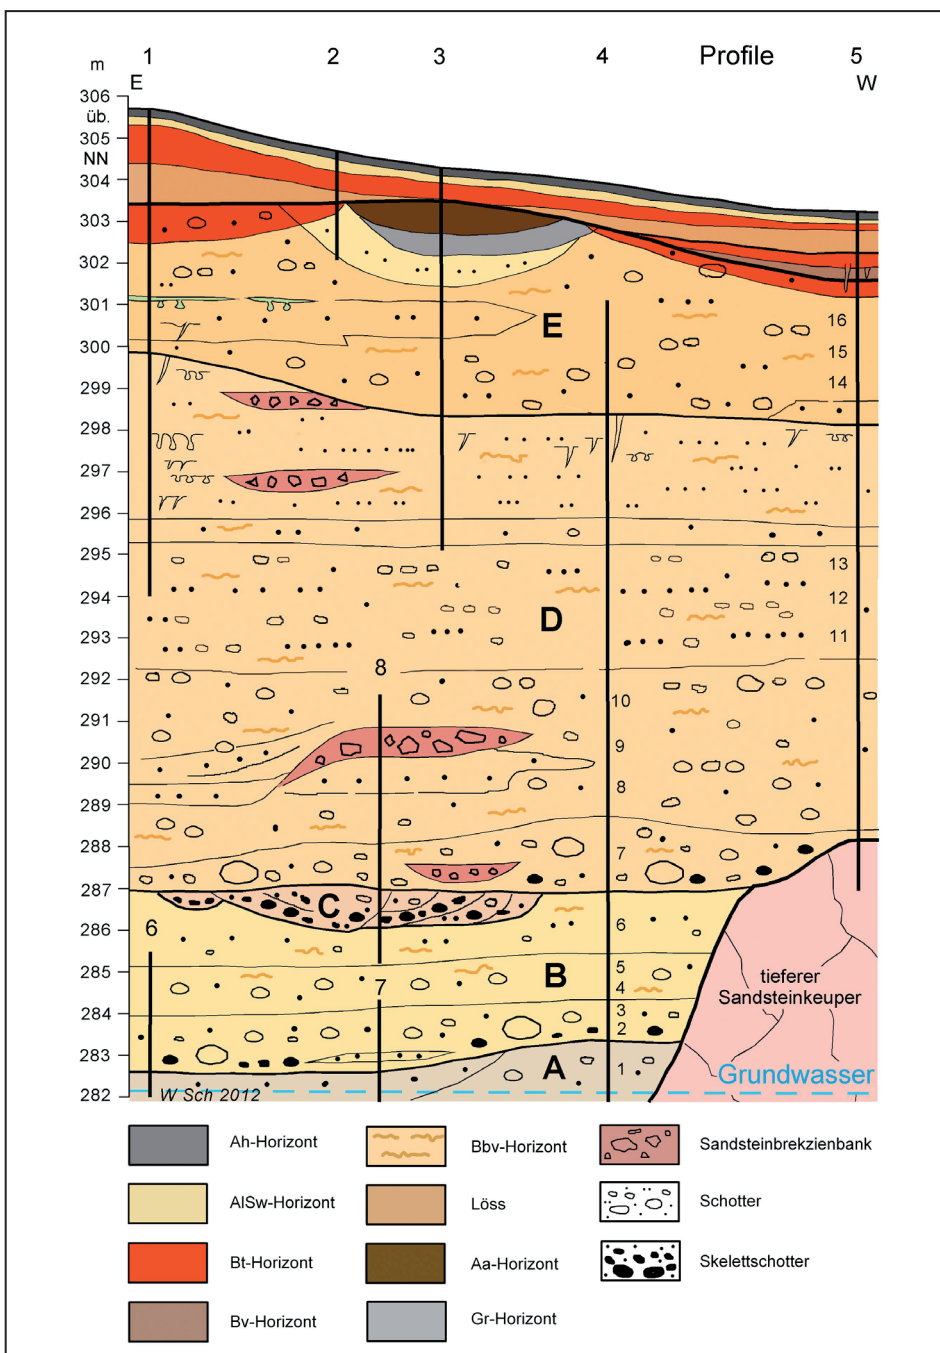 1 2 3 4 Profile 5
m
E W
306
üb.
305
NN
304
303
302
301
E
16
300
15
14
299
298
297
296
295
13
294
12
D
293
11
8
292
10
291
9
290
8
289
288
7
287
C
6
286
6
5
285
B
tieferer
4
7
Sandsteinkeuper
284
3
2
283
A
1
Grundwasser
282
W Sch 2012
Ah-Horizont
AlSw-Horizont
Bt-Horizont
Bv-Horizont
Bbv-Horizont
Löss
Aa-Horizont
Gr-Horizont
Sandsteinbrekzienbank
Schotter
Skelettschotter